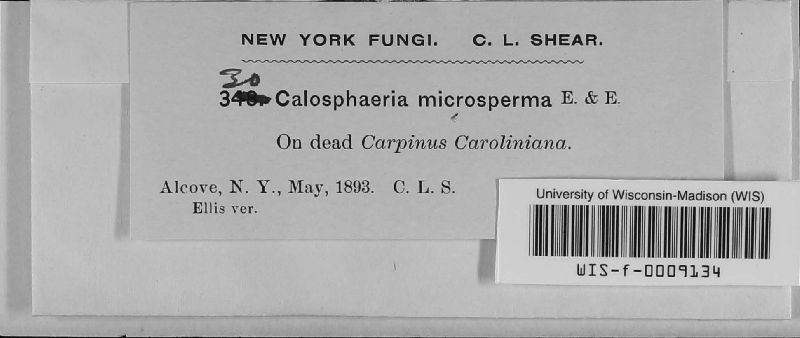 NEW YORK FUNGI. C. L. SHEAR.
30
Calosphaeria microsperma E. & E.
On dead Carpinus Caroliniana.
Alcove, N. Y., May, 1893. C. L. S.
Ellis ver.
University of Wisconsin-Madison (WIS)
WIS-f-0009134